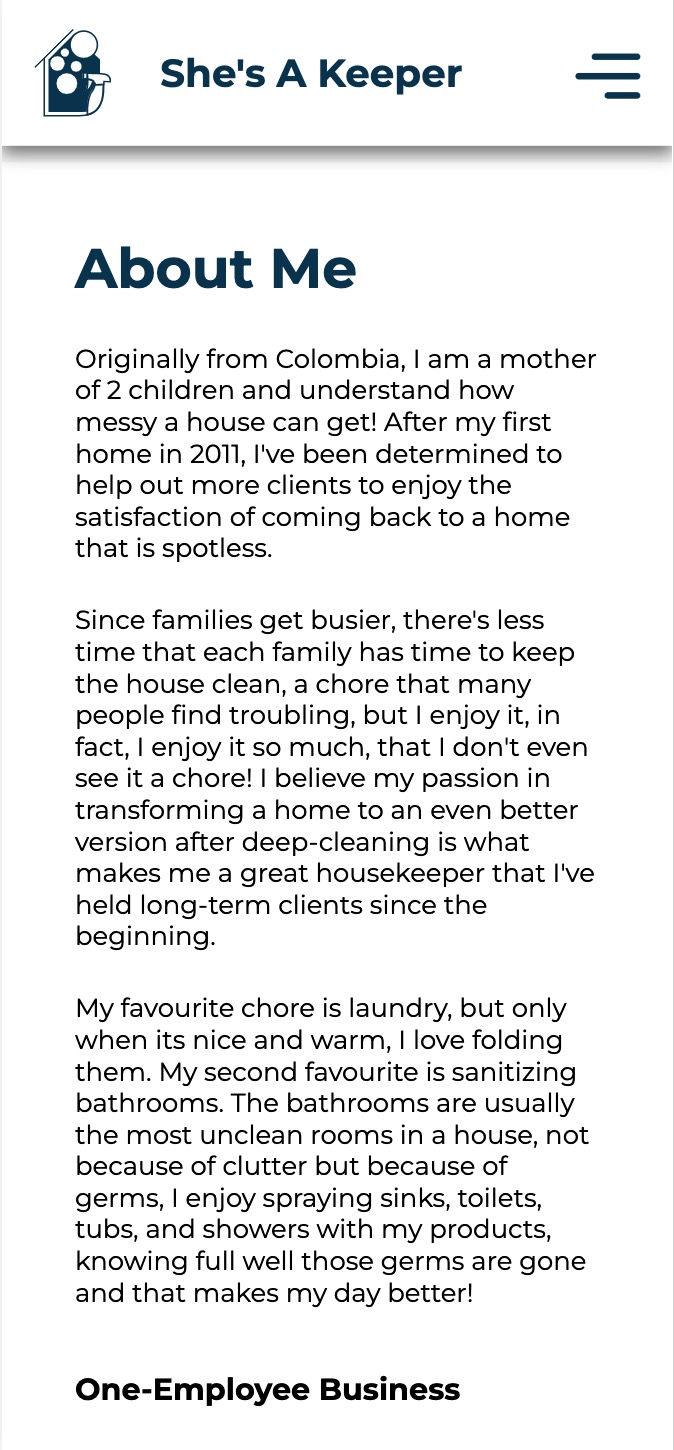 She's A Keeper
About Me
Originally from Colombia, I am a mother
of 2 children and understand how
messy a house can get! After my first
home in 2011, I've been determined to
help out more clients to enjoy the
satisfaction of coming back to a home
that is spotless.
Since families get busier, there's less
time that each family has time to keep
the house clean, a chore that many
people find troubling, but I enjoy it, in
fact, I enjoy it so much, that I don't even
see it a chore! I believe my passion in
transforming a home to an even better
version after deep-cleaning is what
makes me a great housekeeper that I've
held long-term clients since the
beginning.
My favourite chore is laundry, but only
when its nice and warm, I love folding
them. My second favourite is sanitizing
bathrooms. The bathrooms are usually
the most unclean rooms in a house, not
because of clutter but because of
germs, I enjoy spraying sinks, toilets,
tubs, and showers with my products,
knowing full well those germs are gone
and that makes my day better!
One-Employee Business